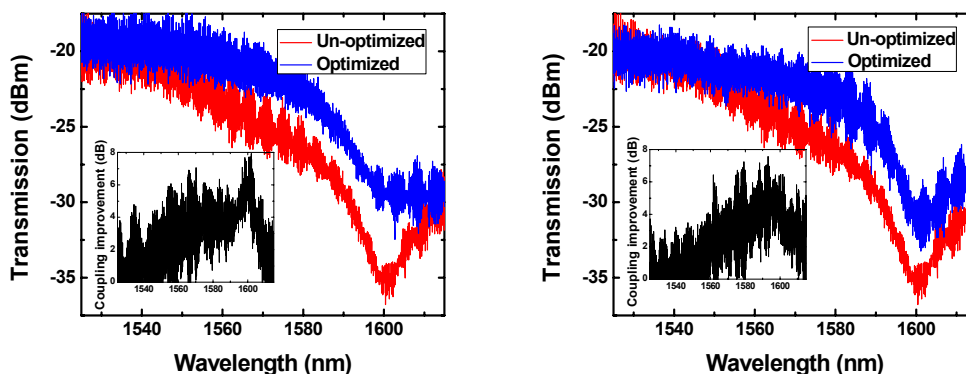 Un-optimized
Optimized
Transmission (dBm)
-20
-25
-30
-35
Coupling improvement (dB)
8
6
4
2
0
1540 1560 1580 1600
1540 1560 1580 1600
Wavelength (nm)
Un-optimized
Optimized
Transmission (dBm)
-20
-25
-30
-35
Coupling improvement (dB)
8
6
4
2
0
1540 1560 1580 1600
1540 1560 1580 1600
Wavelength (nm)